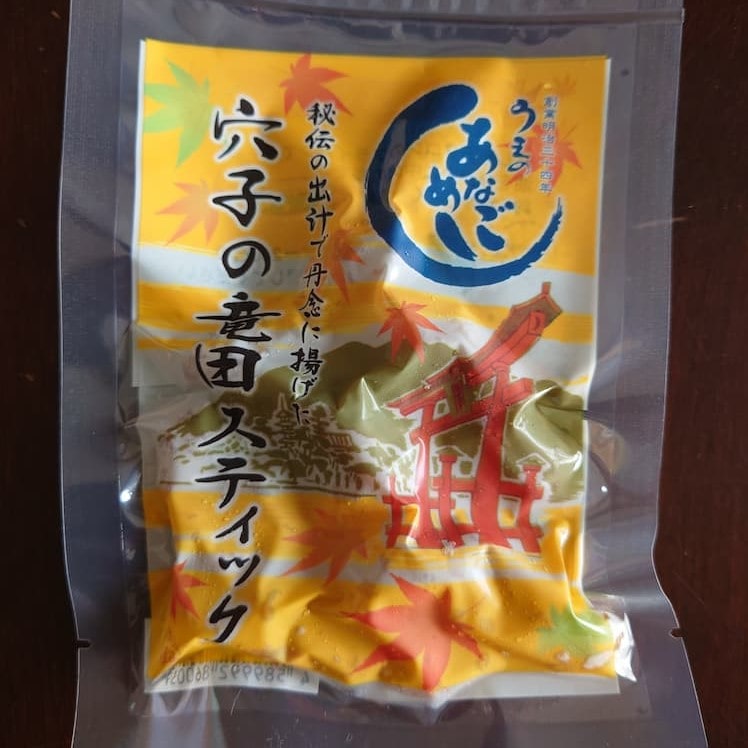 創業明治三十四年
うえの
あなごめし
秘伝の出汁で丹念に揚げた
穴子の竜田スティック